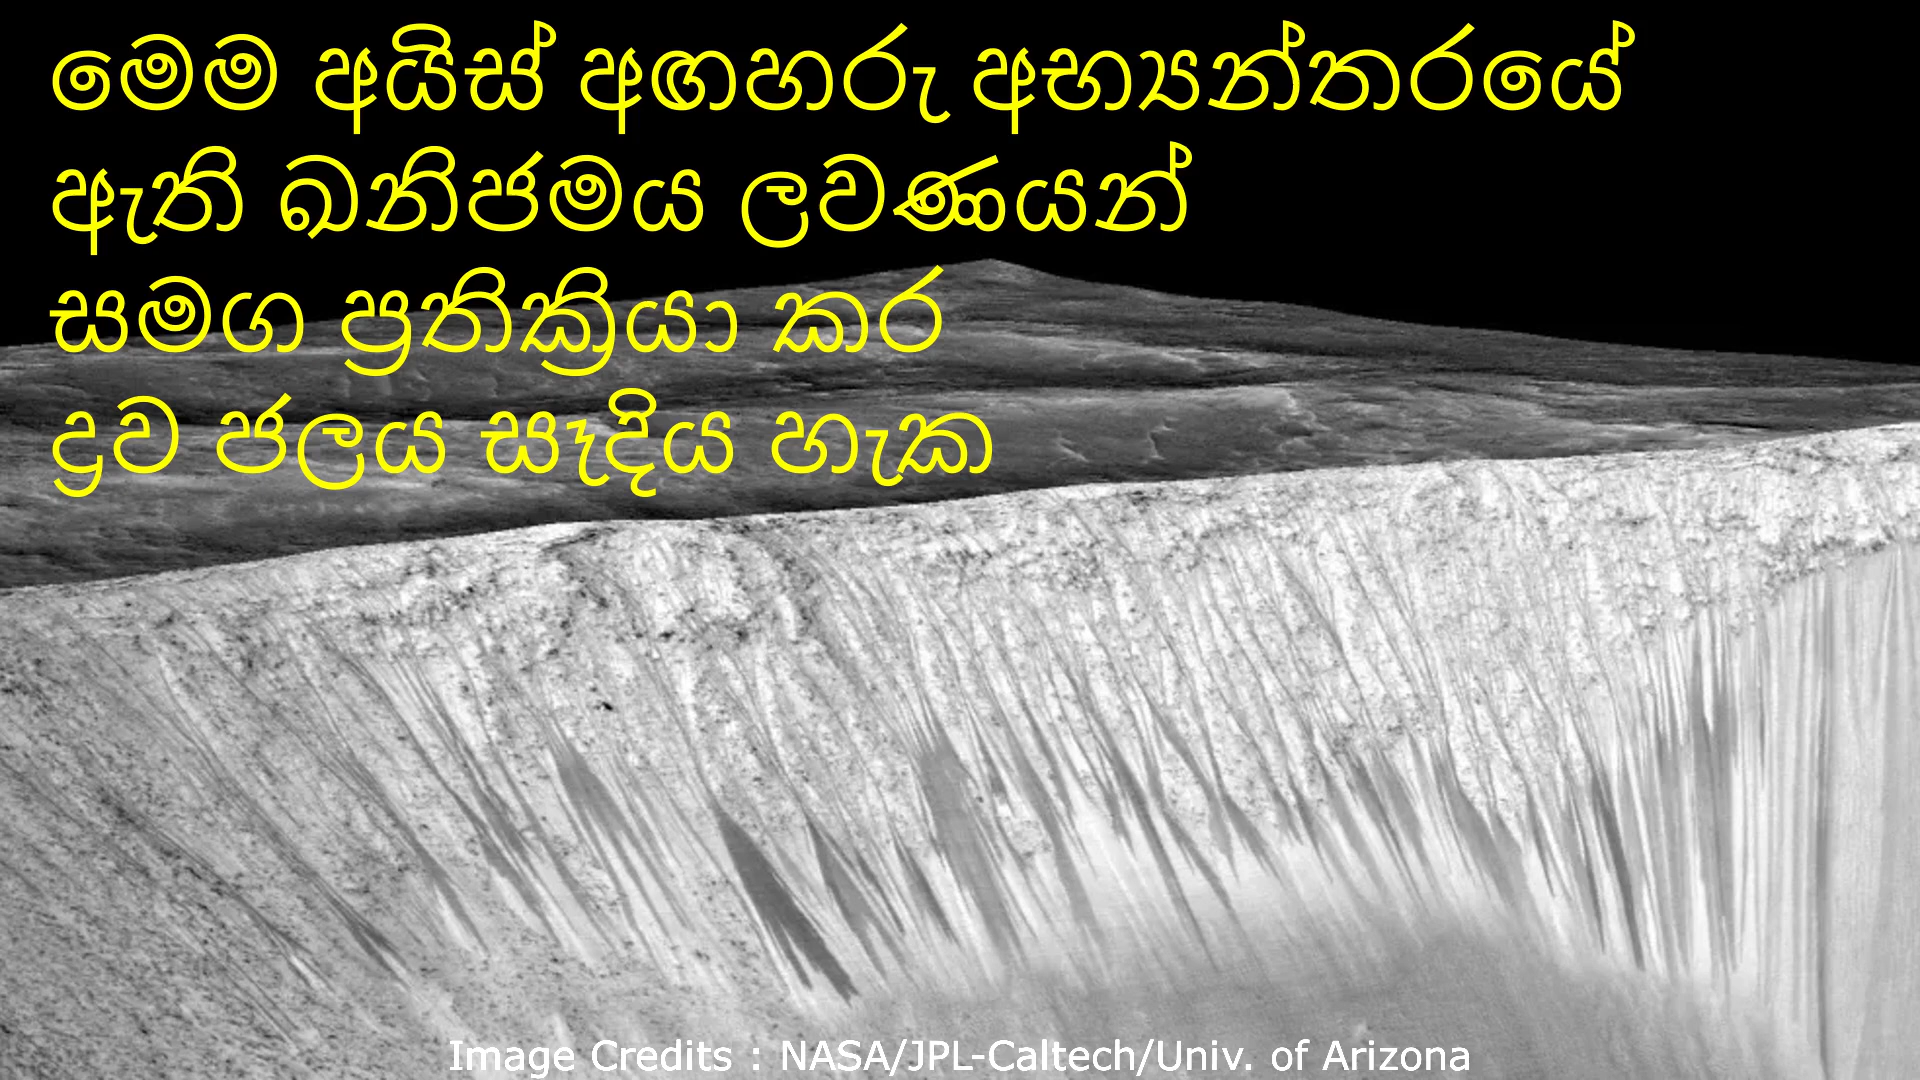 මෙම අයිස් අඟහරු අභ්‍යන්තරයේ
ඇති ඛනිජමය ලවණයන්
සමග ප්‍රතික්‍රියා කර
ද්‍රව ජලය සෑදිය හැක
Image Credits : NASA/JPL-Caltech/Univ. of Arizona